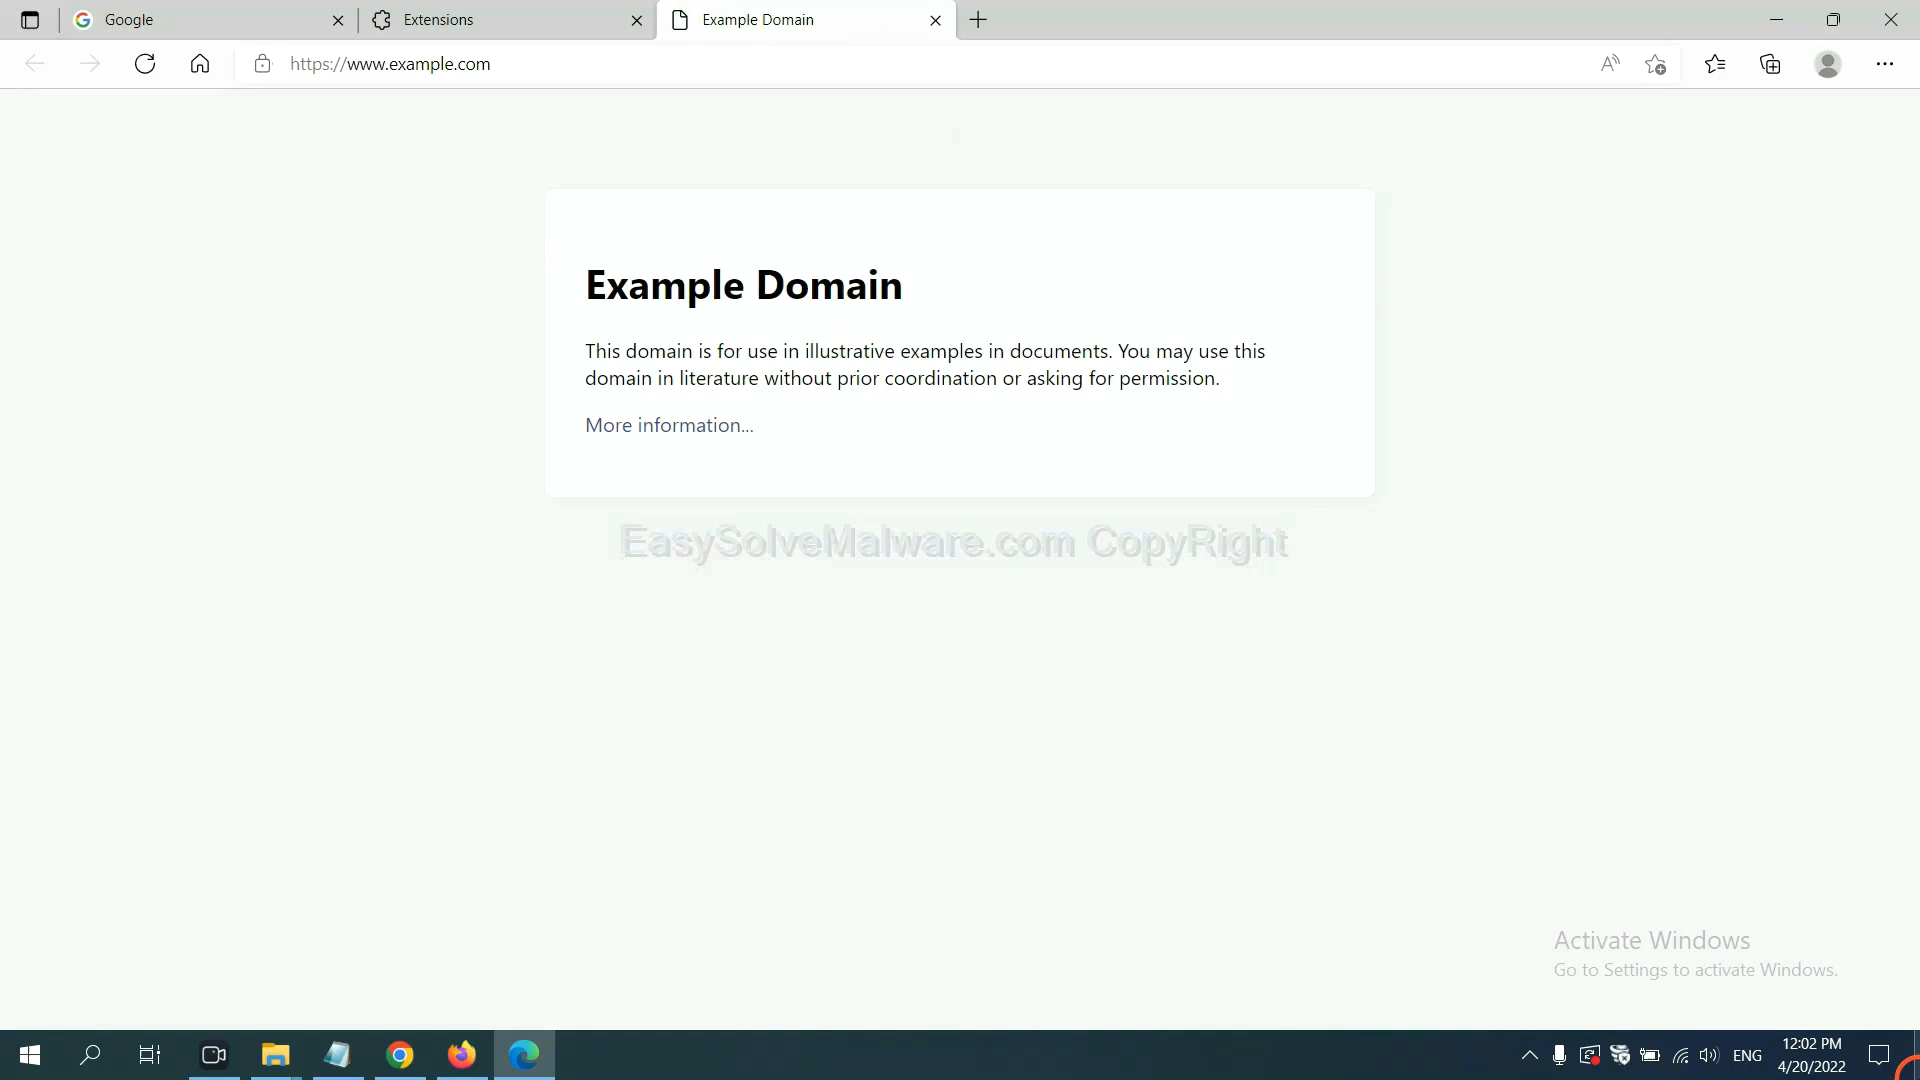 Google
Extensions
Example Domain
https://www.example.com
Example Domain
This domain is for use in illustrative examples in documents. You may use this
domain in literature without prior coordination or asking for permission.
More information...
EasySolveMalware.com CopyRight
Activate Windows
Go to Settings to activate Windows.
ENG
12:02 PM
4/20/2022